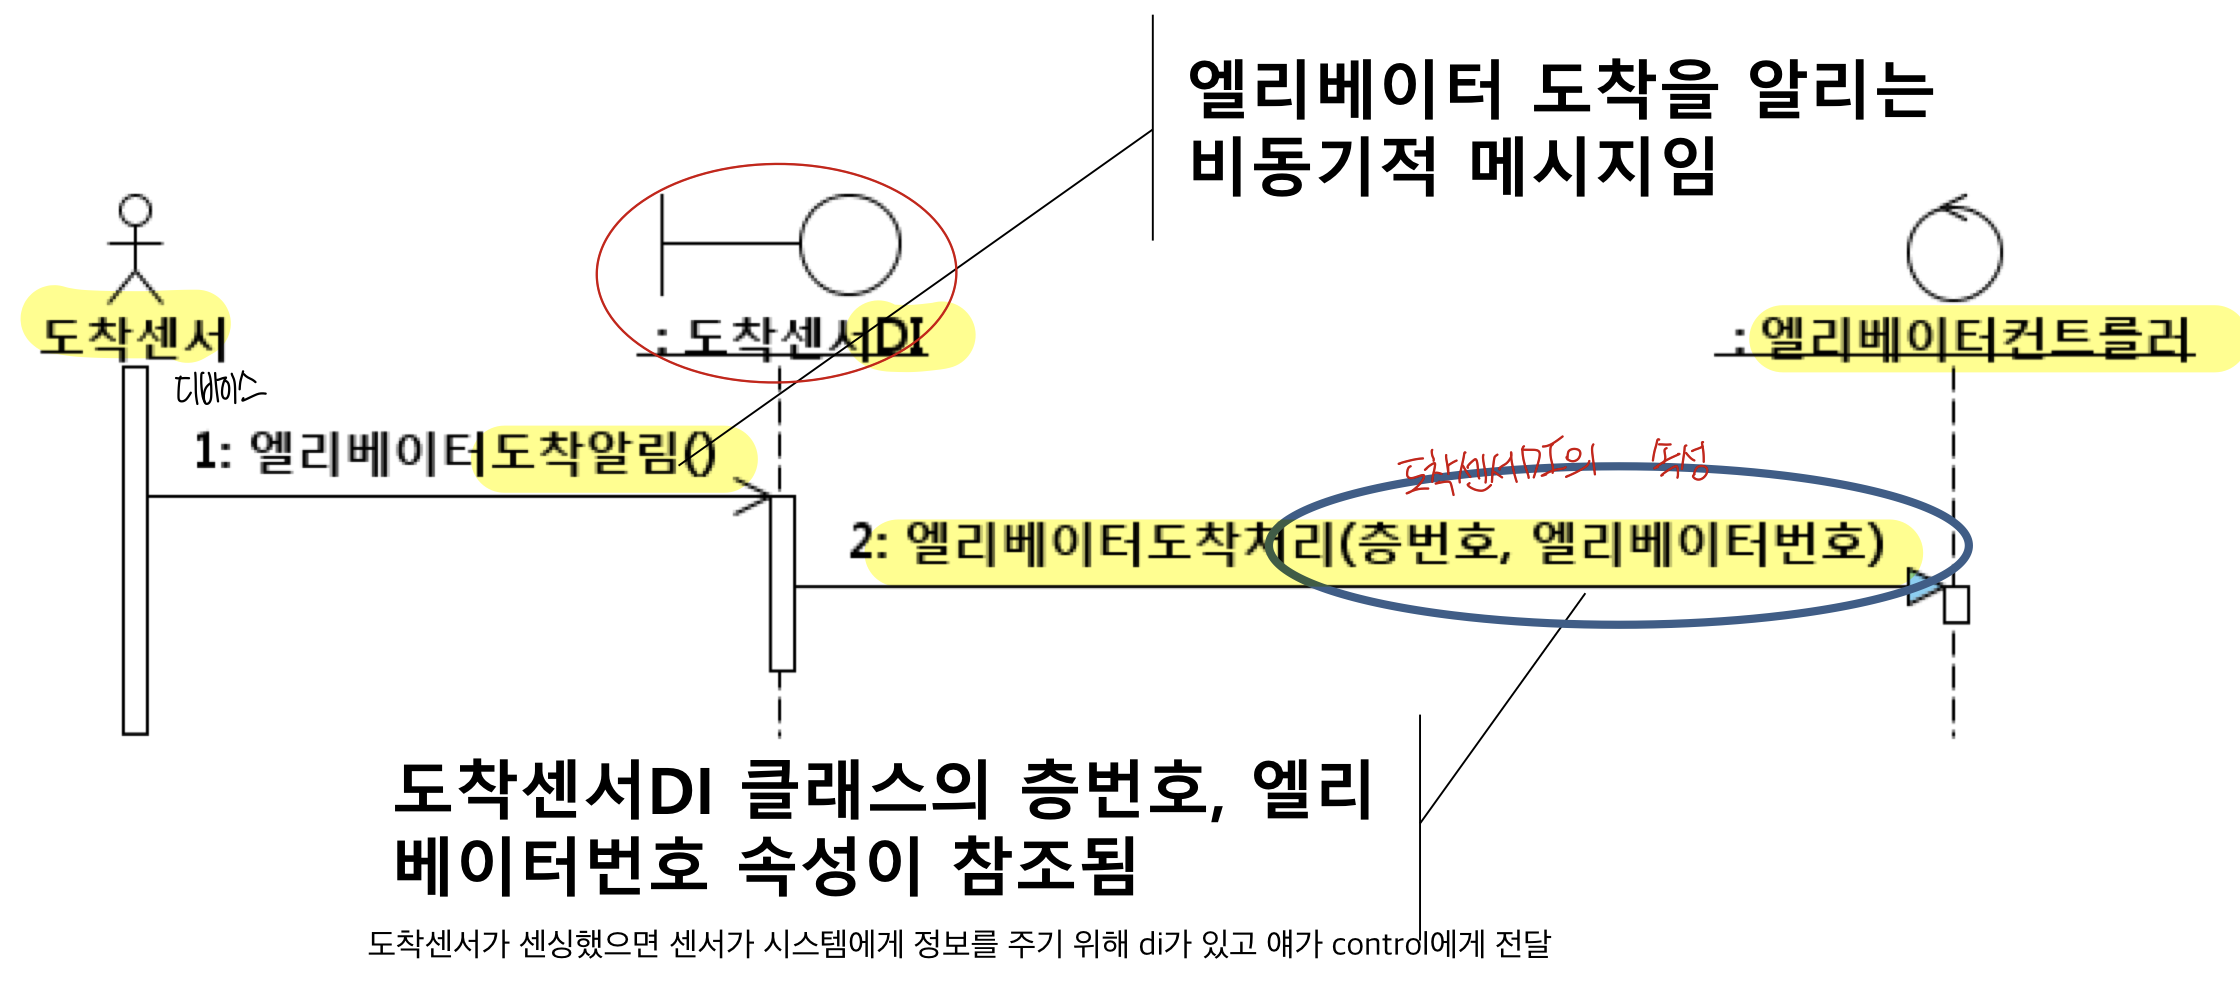 엘리베이터 도착을 알리는
비동기적 메시지임
도착센서
: 도착센서DI
: 엘리베이터컨트롤러
디바이스
1: 엘리베이터도착알림()
도착센서DI의 속성
2: 엘리베이터도착처리(층번호, 엘리베이터번호)
도착센서DI 클래스의 층번호, 엘리
베이터번호 속성이 참조됨
도착센서가 센싱했으면 센서가 시스템에게 정보를 주기 위해 di가 있고 얘가 control에게 전달